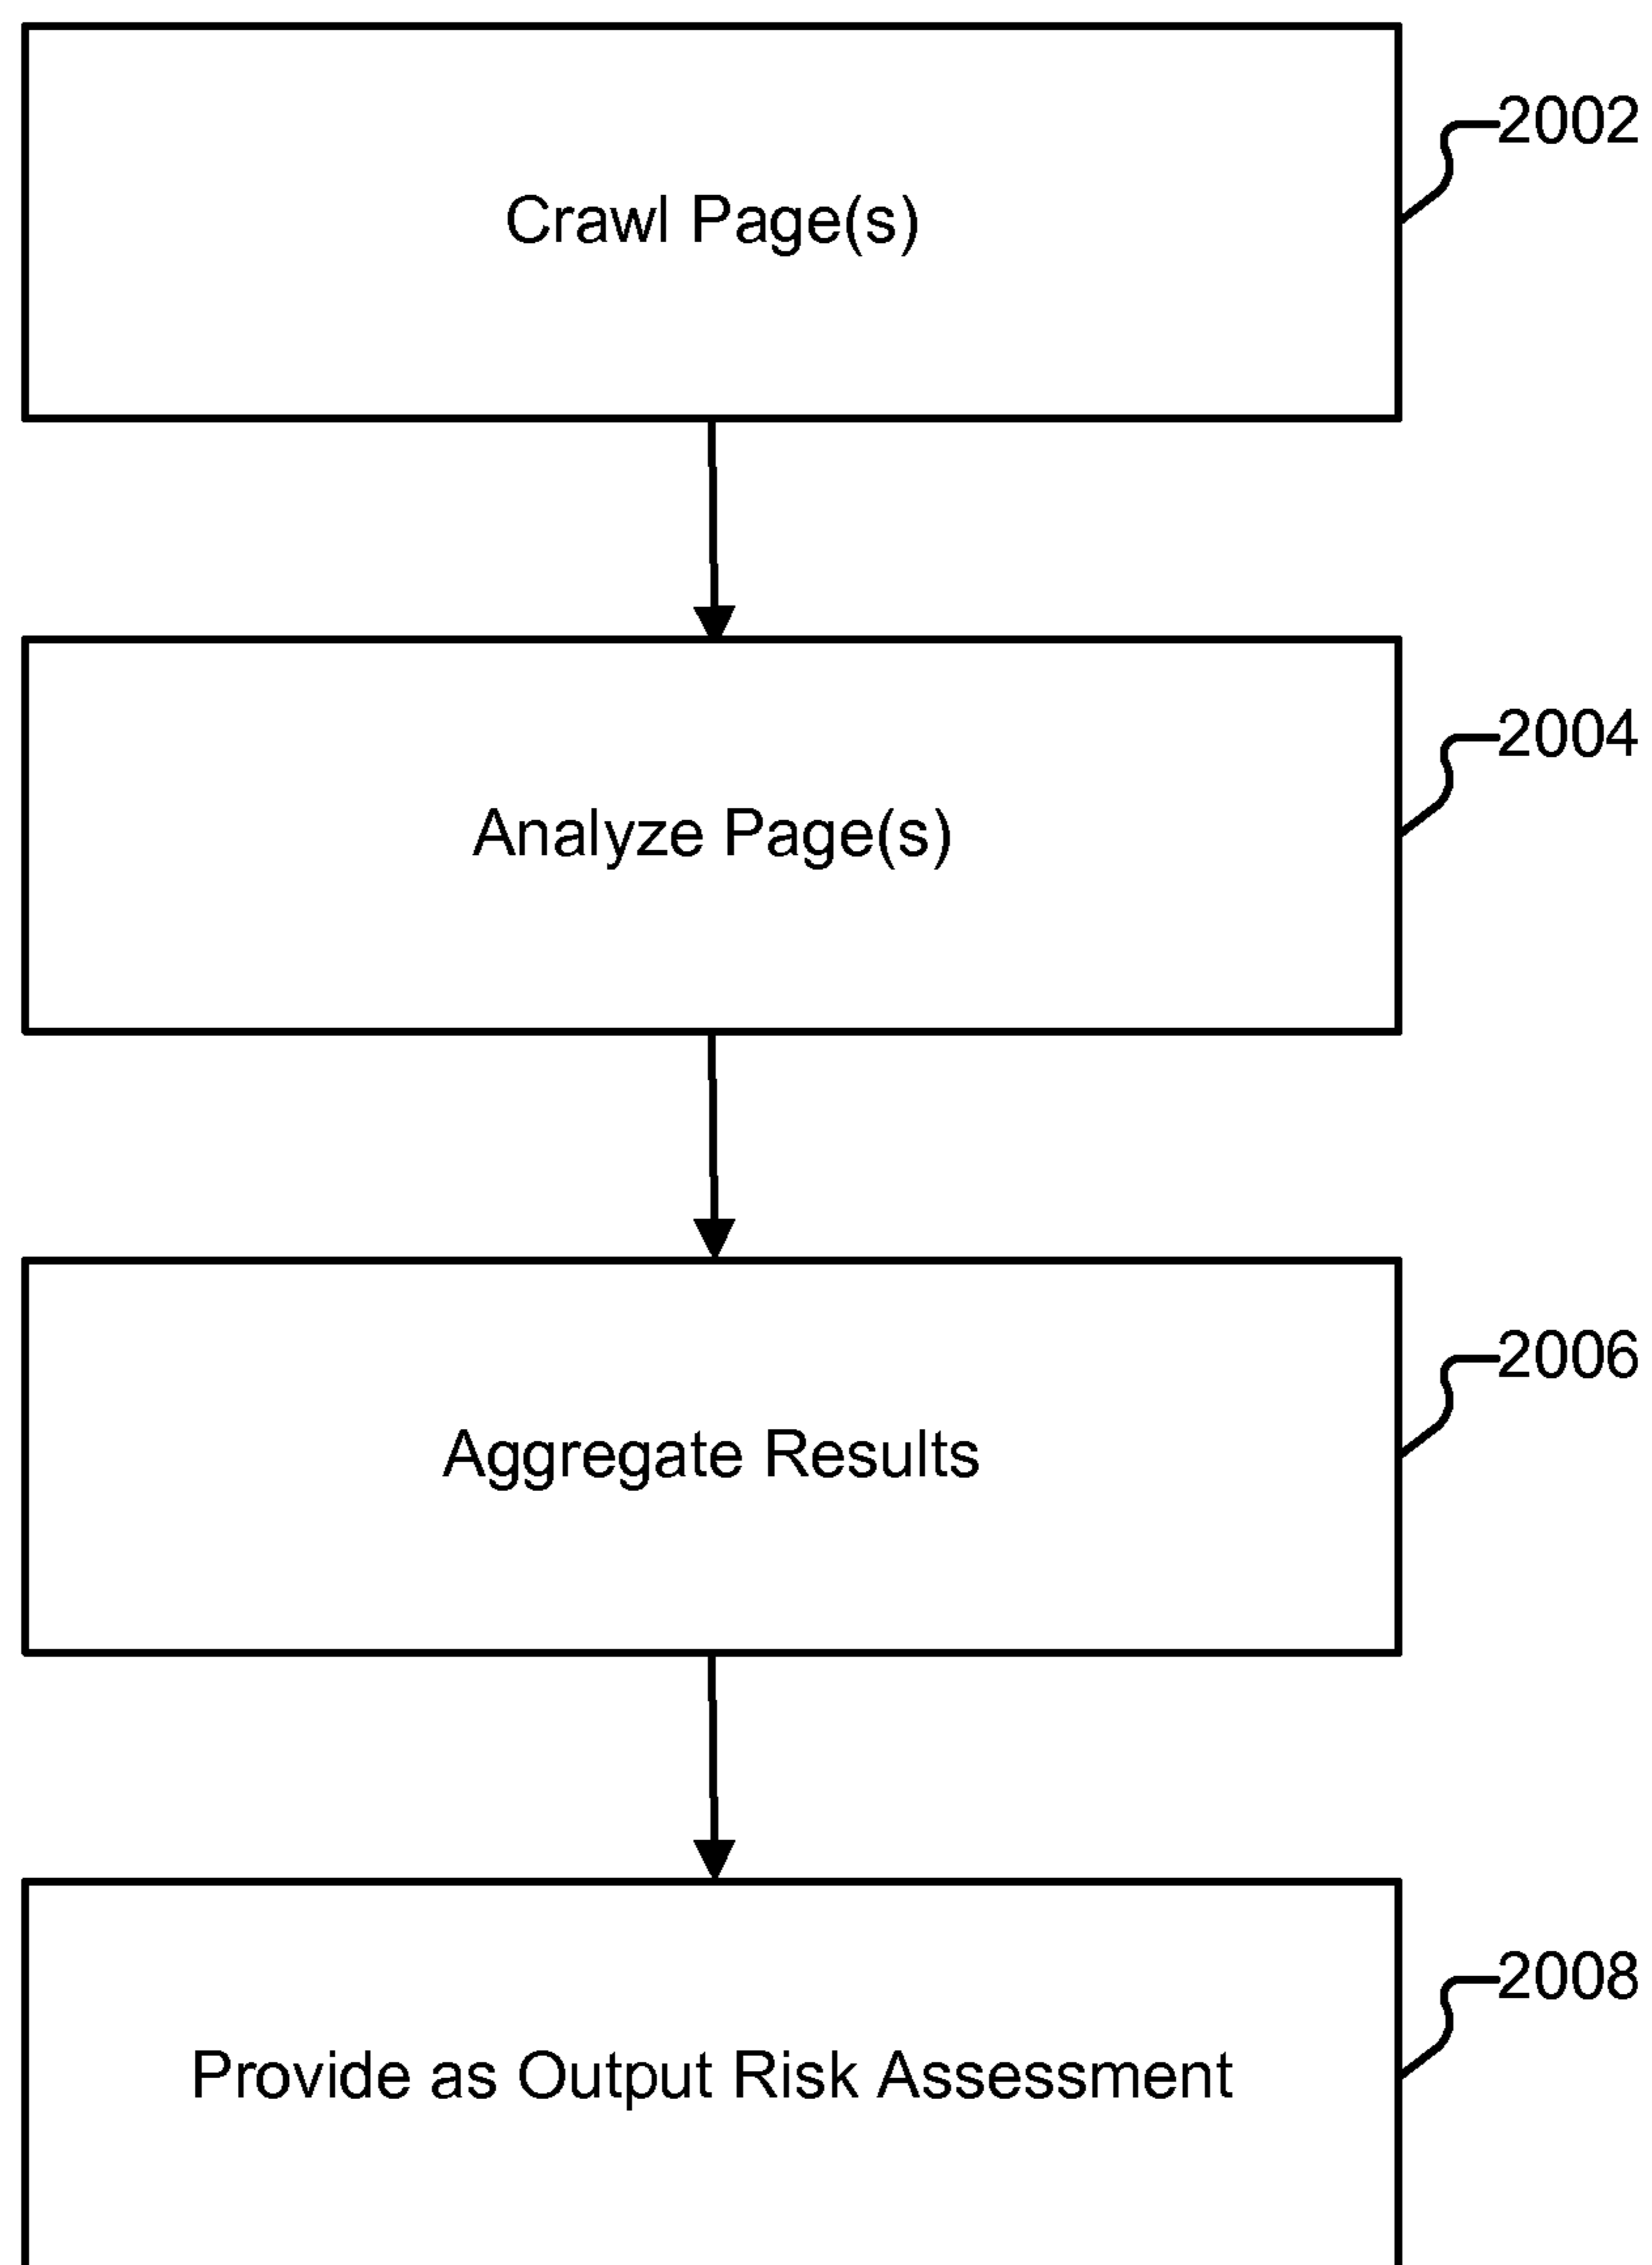 Crawl Page(s)
2002
Analyze Page(s)
2004
Aggregate Results
2006
Provide as Output Risk Assessment
2008